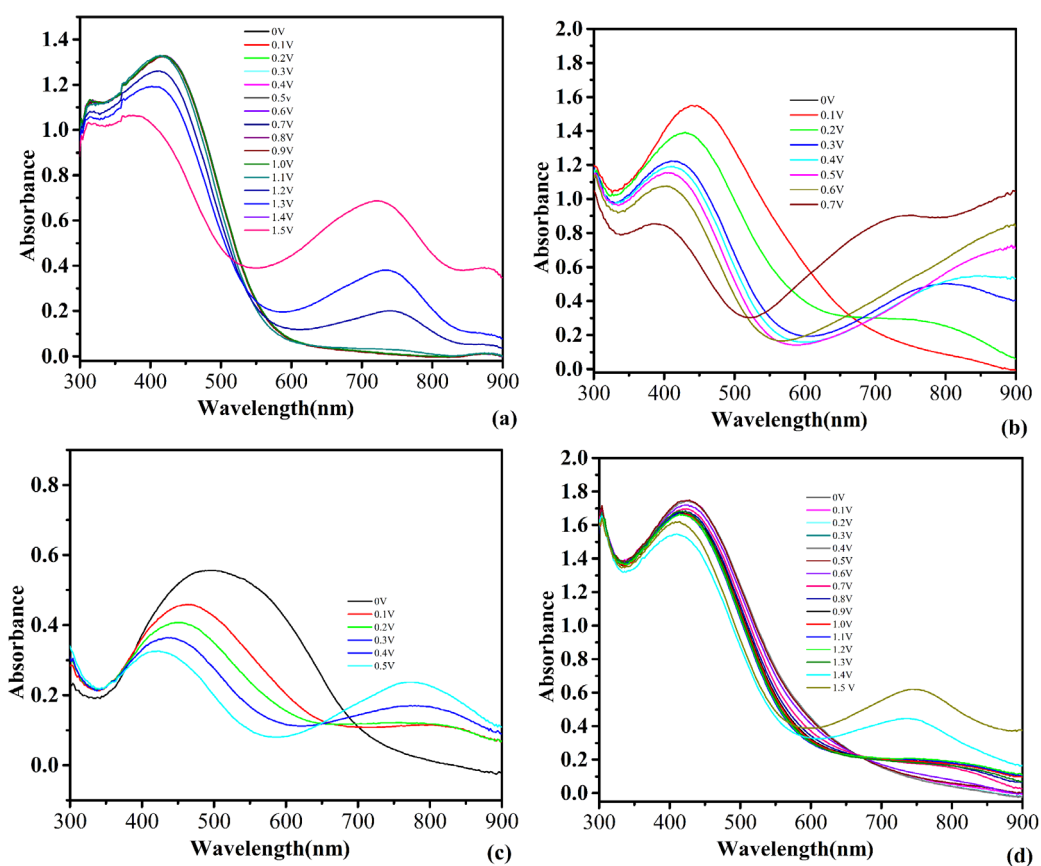 1.4
1.2
1.0
0.8
0.6
0.4
0.2
0.0
Absorbance
300 400 500 600 700 800 900
Wavelength(nm)
(a)
0V
0.1V
0.2V
0.3V
0.4V
0.5v
0.6V
0.7V
0.8V
0.9V
1.0V
1.1V
1.2V
1.3V
1.4V
1.5V
2.0
1.8
1.6
1.4
1.2
1.0
0.8
0.6
0.4
0.2
0.0
Absorbance
300 400 500 600 700 800 900
Wavelength(nm)
(b)
0V
0.1V
0.2V
0.3V
0.4V
0.5V
0.6V
0.7V
0.8
0.6
0.4
0.2
0.0
Absorbance
300 400 500 600 700 800 900
Wavelength(nm)
(c)
0V
0.1V
0.2V
0.3V
0.4V
0.5V
2.0
1.8
1.6
1.4
1.2
1.0
0.8
0.6
0.4
0.2
0.0
Absorbance
300 400 500 600 700 800 900
Wavelength(nm)
(d)
0V
0.1V
0.2V
0.3V
0.4V
0.5V
0.6V
0.7V
0.8V
0.9V
1.0V
1.1V
1.2V
1.3V
1.4V
1.5 V